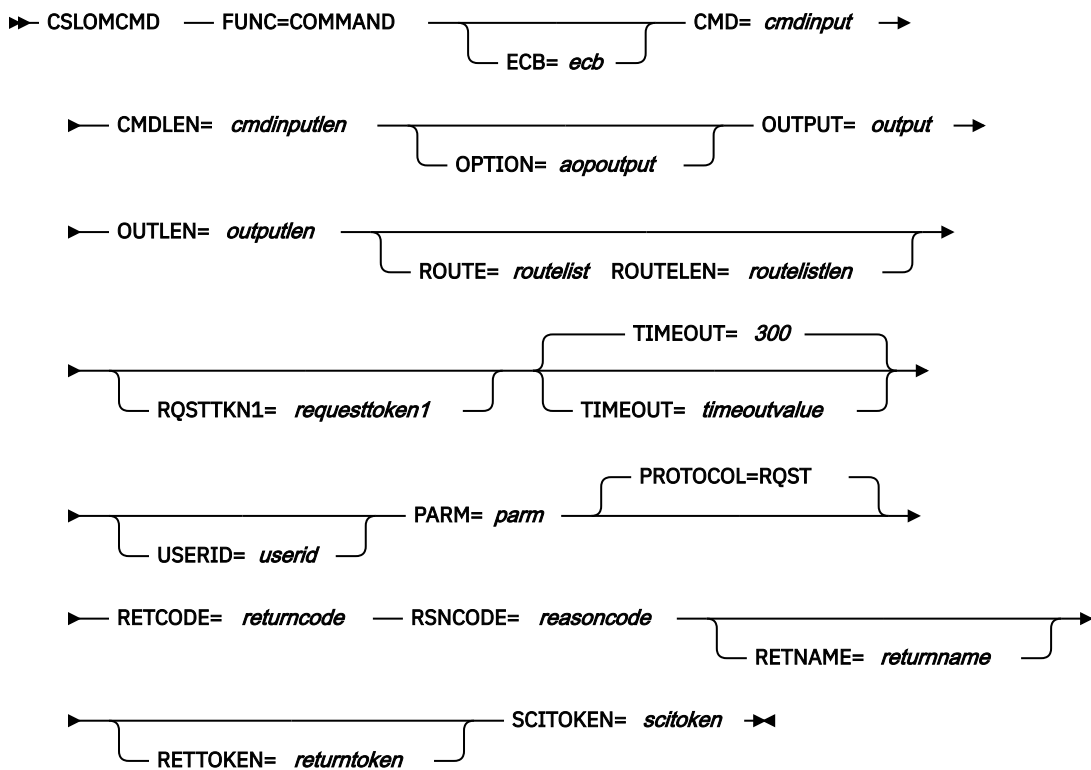 CSLOMCMD FUNC=COMMAND CMD= cmdinput
ECB= ecb
CMDLEN= cmdinputlen OUTPUT= output
OPTION= aopoutput
OUTLEN= outputlen
ROUTE= routelist ROUTELEN= routelistlen
TIMEOUT= 300
RQSTTKN1= requesttoken1 TIMEOUT= timeoutvalue
PROTOCOL=RQST
PARM= parm
USERID= userid
RETCODE= returncode RSNCODE= reasoncode
RETNAME= returnname
SCITOKEN= scitoken
RETTOKEN= returntoken